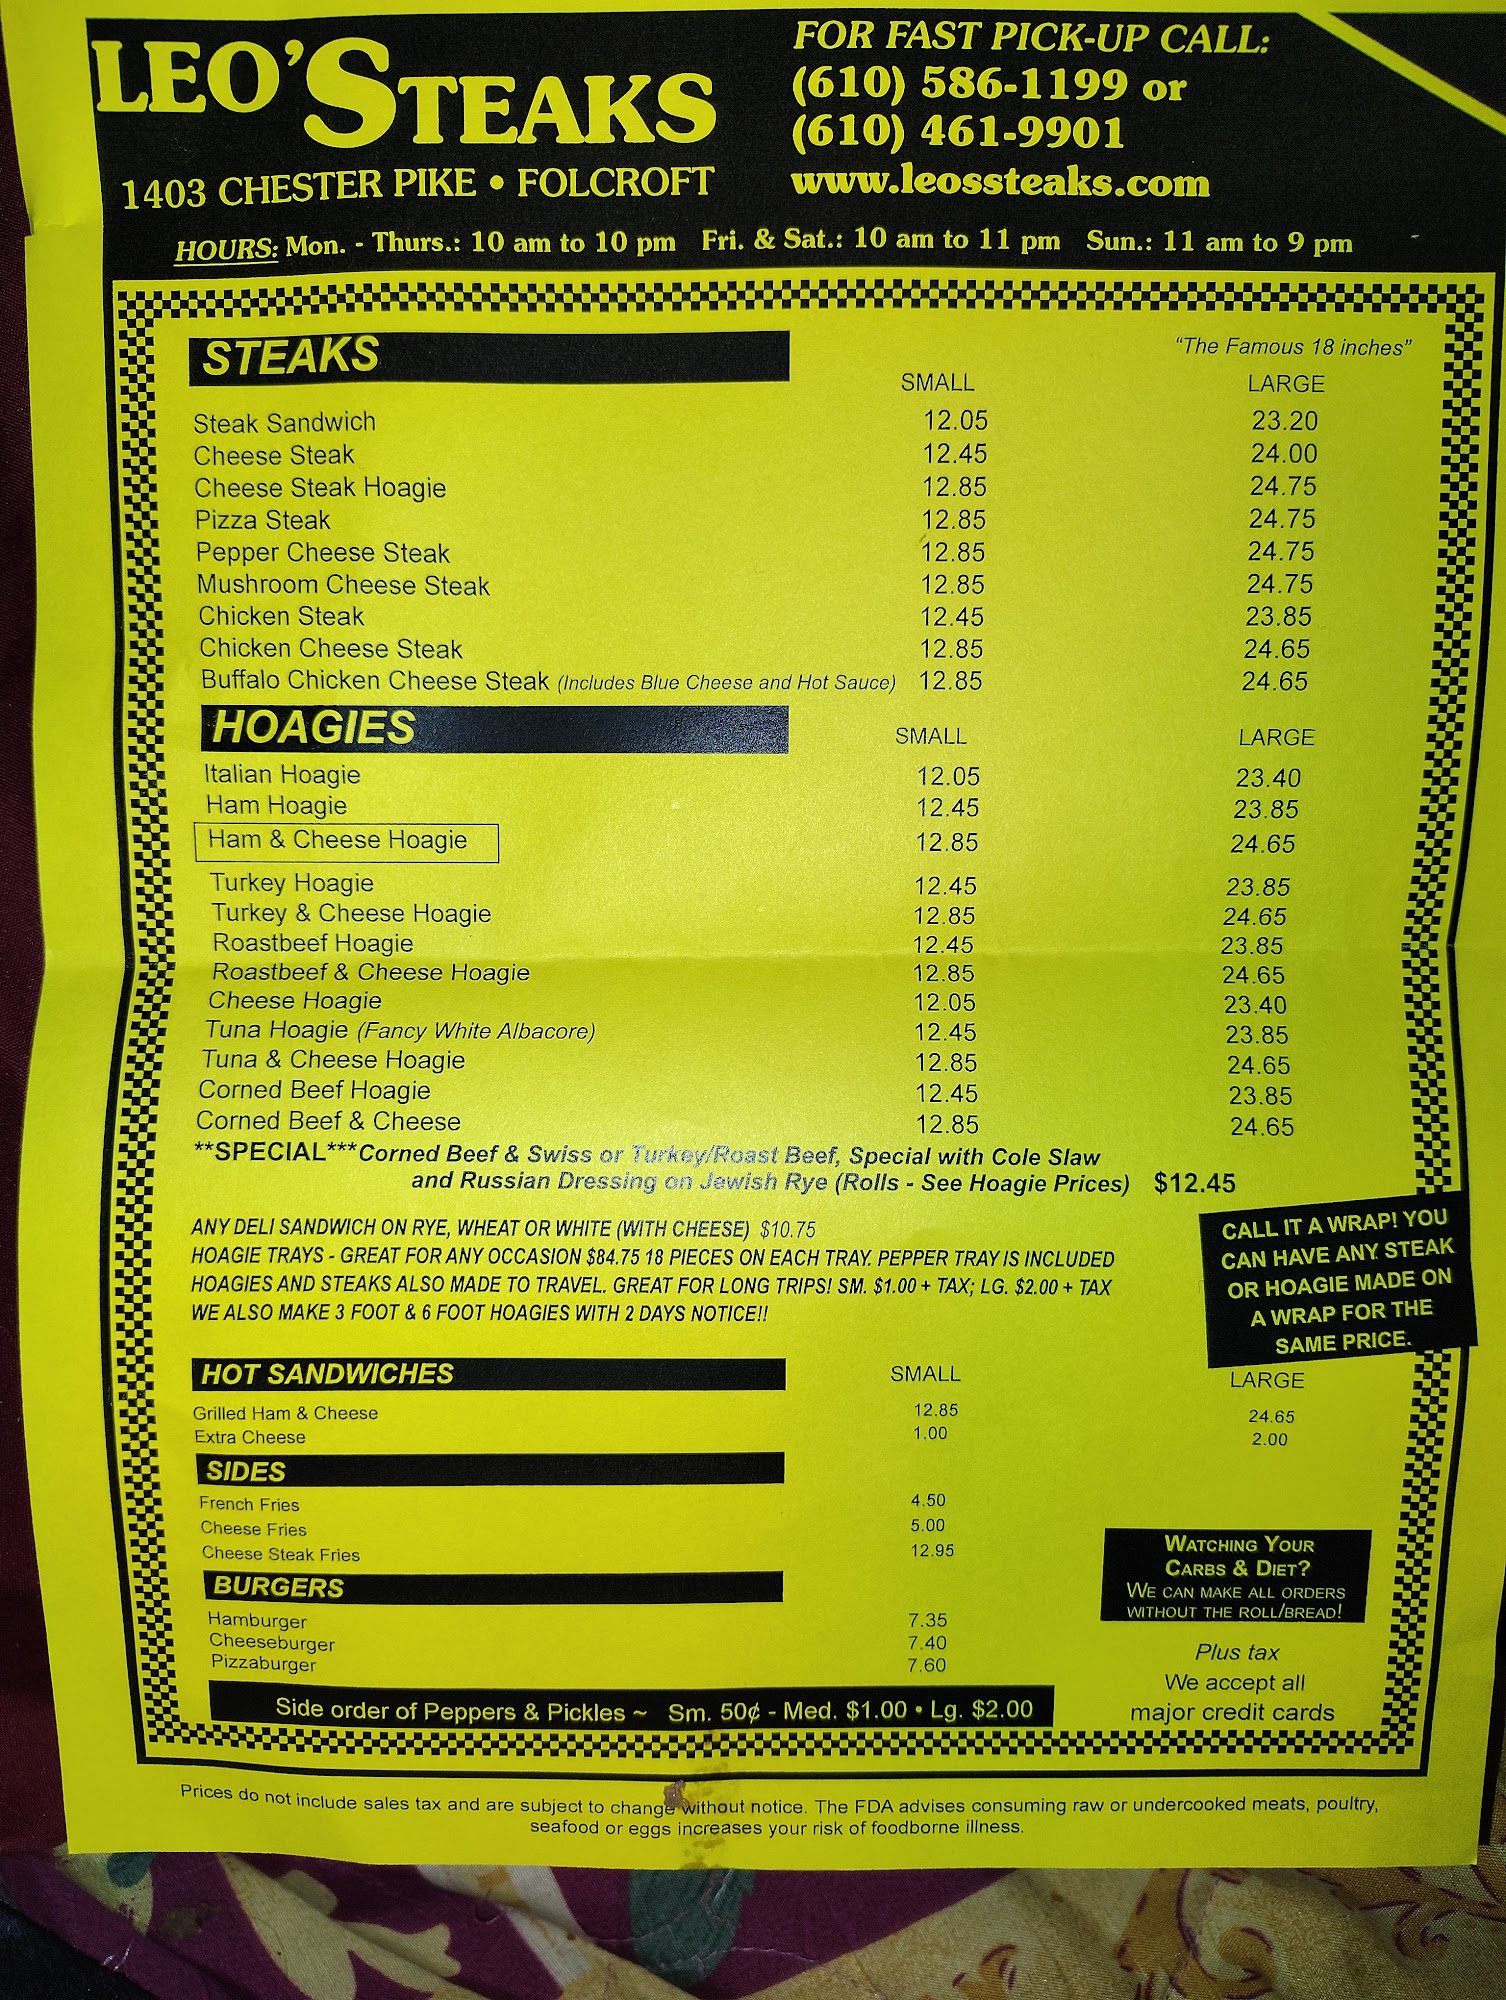 LEO'STEAKS
1403 CHESTER PIKE • FOLCROFT
FOR FAST PICK-UP CALL:
(610) 586-1199 or
(610) 461-9901
www.leossteaks.com
HOURS: Mon. - Thurs.: 10 am to 10 pm Fri. & Sat.: 10 am to 11 pm Sun.: 11 am to 9 pm
STEAKS
"The Famous 18 inches"
SMALL LARGE
Steak Sandwich 12.05 23.20
Cheese Steak 12.45 24.00
Cheese Steak Hoagie 12.85 24.75
Pizza Steak 12.85 24.75
Pepper Cheese Steak 12.85 24.75
Mushroom Cheese Steak 12.85 24.75
Chicken Steak 12.45 23.85
Chicken Cheese Steak 12.85 24.65
Buffalo Chicken Cheese Steak (Includes Blue Cheese and Hot Sauce) 12.85 24.65
HOAGIES SMALL LARGE
Italian Hoagie 12.05 23.40
Ham Hoagie 12.45 23.85
Ham & Cheese Hoagie 12.85 24.65
Turkey Hoagie 12.45 23.85
Turkey & Cheese Hoagie 12.85 24.65
Roastbeef Hoagie 12.45 23.85
Roastbeef & Cheese Hoagie 12.85 24.65
Cheese Hoagie 12.05 23.40
Tuna Hoagie (Fancy White Albacore) 12.45 23.85
Tuna & Cheese Hoagie 12.85 24.65
Corned Beef Hoagie 12.45 23.85
Corned Beef & Cheese 12.85 24.65
**SPECIAL***Corned Beef & Swiss or Turkey/Roast Beef, Special with Cole Slaw
and Russian Dressing on Jewish Rye (Rolls - See Hoagie Prices) $12.45
ANY DELI SANDWICH ON RYE, WHEAT OR WHITE (WITH CHEESE) $10.75
HOAGIE TRAYS - GREAT FOR ANY OCCASION $84.75 18 PIECES ON EACH TRAY. PEPPER TRAY IS INCLUDED
HOAGIES AND STEAKS ALSO MADE TO TRAVEL. GREAT FOR LONG TRIPS! SM. $1.00 + TAX; LG. $2.00 + TAX
WE ALSO MAKE 3 FOOT & 6 FOOT HOAGIES WITH 2 DAYS NOTICE!!
CALL IT A WRAP! YOU
CAN HAVE ANY STEAK
OR HOAGIE MADE ON
A WRAP FOR THE
SAME PRICE.
HOT SANDWICHES SMALL LARGE
Grilled Ham & Cheese 12.85 24.65
Extra Cheese 1.00 2.00
SIDES
French Fries 4.50
Cheese Fries 5.00
Cheese Steak Fries 12.95
BURGERS
Hamburger 7.35
Cheeseburger 7.40
Pizzaburger 7.60
Side order of Peppers & Pickles ~ Sm. 50¢ - Med. $1.00 • Lg. $2.00
WATCHING YOUR
CARBS & DIET?
WE CAN MAKE ALL ORDERS
WITHOUT THE ROLL/BREAD!
Plus tax
We accept all
major credit cards
Prices do not include sales tax and are subject to change without notice. The FDA advises consuming raw or undercooked meats, poultry,
seafood or eggs increases your risk of foodborne illness.